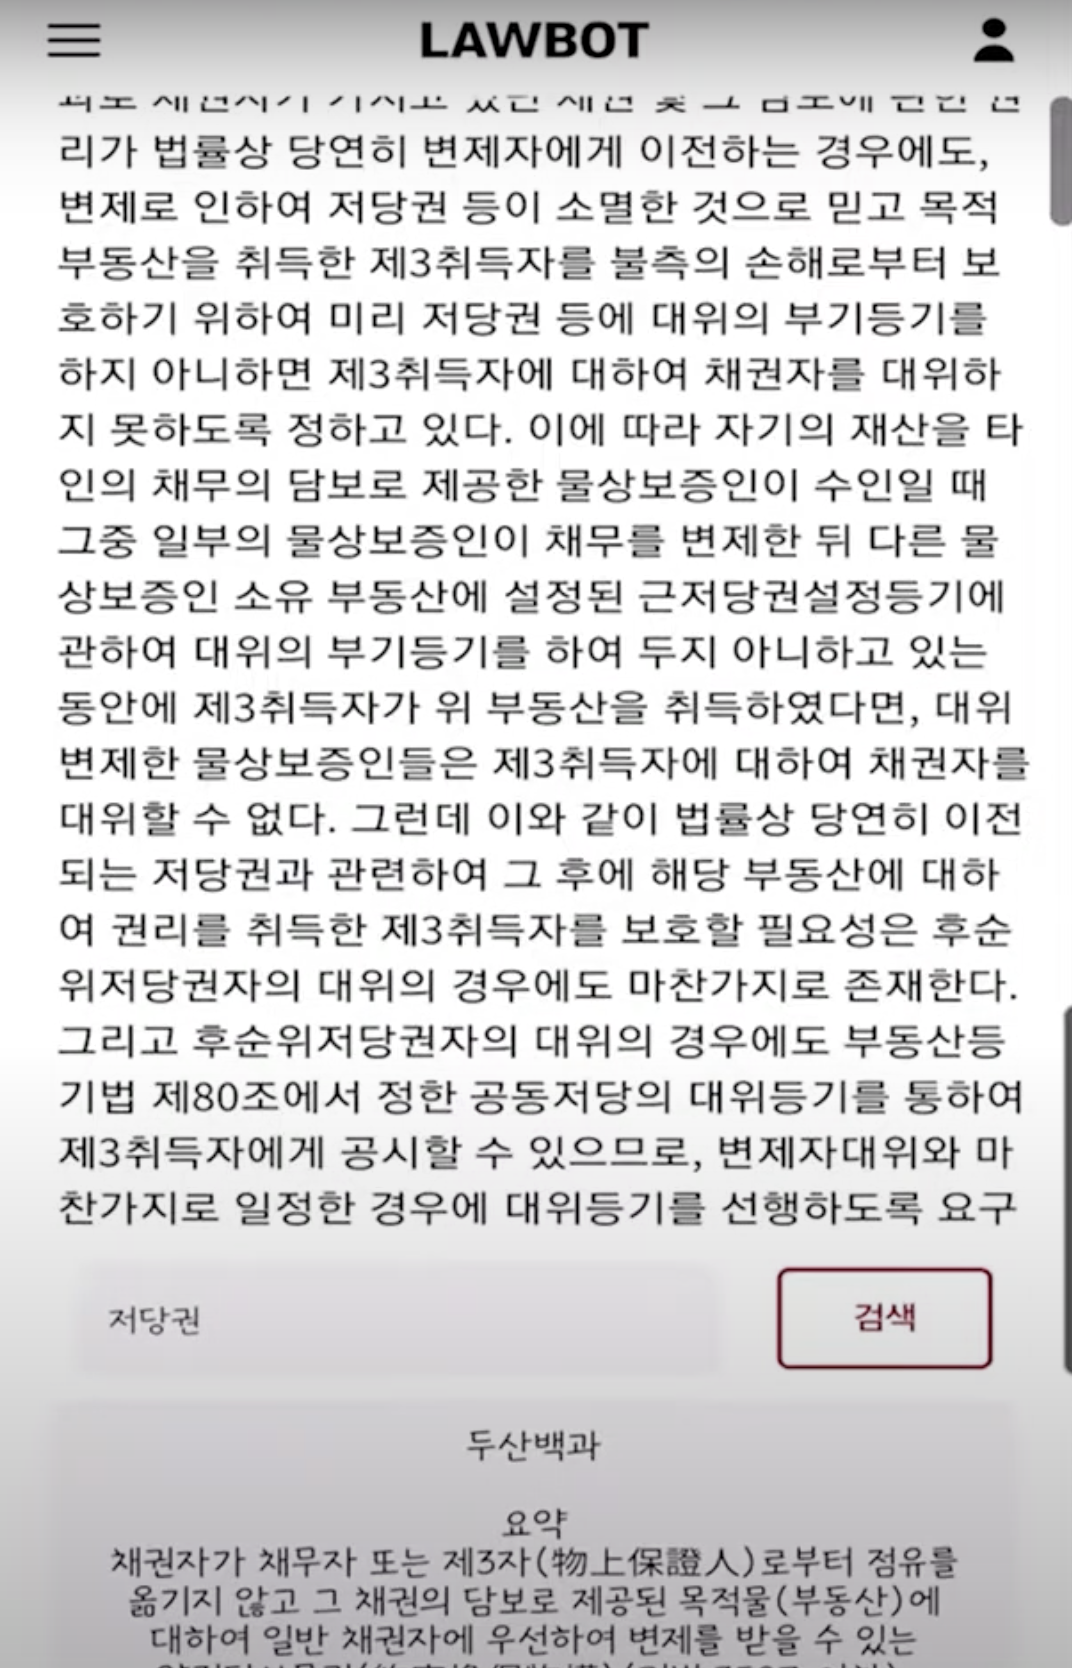 LAWBOT
리가 법률상 당연히 변제자에게 이전하는 경우에도,
변제로 인하여 저당권 등이 소멸한 것으로 믿고 목적
부동산을 취득한 제3취득자를 불측의 손해로부터 보
호하기 위하여 미리 저당권 등에 대위의 부기등기를
하지 아니하면 제3취득자에 대하여 채권자를 대위하
지 못하도록 정하고 있다. 이에 따라 자기의 재산을 타
인의 채무의 담보로 제공한 물상보증인이 수인일 때
그중 일부의 물상보증인이 채무를 변제한 뒤 다른 물
상보증인 소유 부동산에 설정된 근저당권설정등기에
관하여 대위의 부기등기를 하여 두지 아니하고 있는
동안에 제3취득자가 위 부동산을 취득하였다면, 대위
변제한 물상보증인들은 제3취득자에 대하여 채권자를
대위할 수 없다. 그런데 이와 같이 법률상 당연히 이전
되는 저당권과 관련하여 그 후에 해당 부동산에 대하
여 권리를 취득한 제3취득자를 보호할 필요성은 후순
위저당권자의 대위의 경우에도 마찬가지로 존재한다.
그리고 후순위저당권자의 대위의 경우에도 부동산등
기법 제80조에서 정한 공동저당의 대위등기를 통하여
제3취득자에게 공시할 수 있으므로, 변제자대위와 마
찬가지로 일정한 경우에 대위등기를 선행하도록 요구
저당권
검색
두산백과
요약
채권자가 채무자 또는 제3자(物上保證人)로부터 점유를
옮기지 않고 그 채권의 담보로 제공된 목적물(부동산)에
대하여 일반 채권자에 우선하여 변제를 받을 수 있는